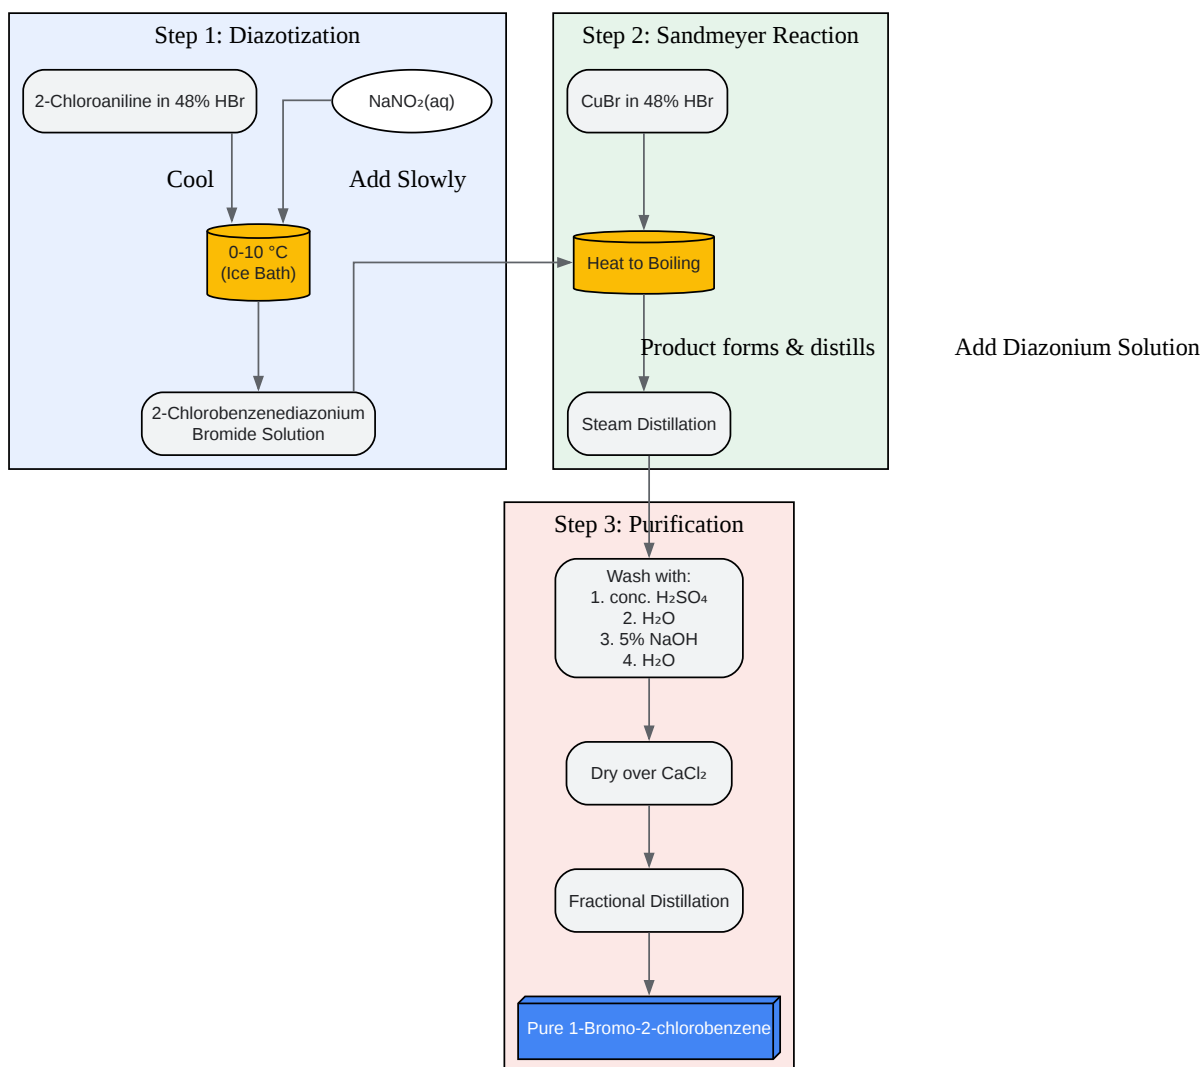 Step 1: Diazotization
2-Chloroaniline in 48% HBr
NaNO₂(aq)
Cool
Add Slowly
0-10 °C
(Ice Bath)
2-Chlorobenzenediazonium
Bromide Solution
Step 2: Sandmeyer Reaction
CuBr in 48% HBr
Heat to Boiling
Product forms & distills
Add Diazonium Solution
Steam Distillation
Step 3: Purification
Wash with:
1. conc. H₂SO₄
2. H₂O
3. 5% NaOH
4. H₂O
Dry over CaCl₂
Fractional Distillation
Pure 1-Bromo-2-chlorobenzene